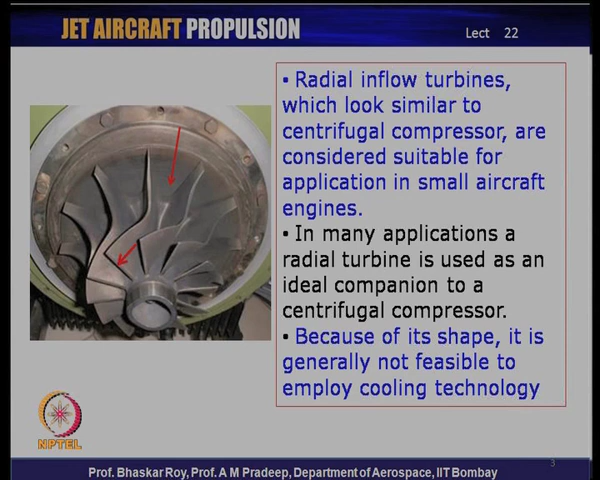 JET AIRCRAFT PROPULSION
Lect 22
▪ Radial inflow turbines,
which look similar to
centrifugal compressor, are
considered suitable for
application in small aircraft
engines.
▪ In many applications a
radial turbine is used as an
ideal companion to a
centrifugal compressor.
▪ Because of its shape, it is
generally not feasible to
employ cooling technology
NPTEL
3
Prof. Bhaskar Roy, Prof. A M Pradeep, Department of Aerospace, IIT Bombay